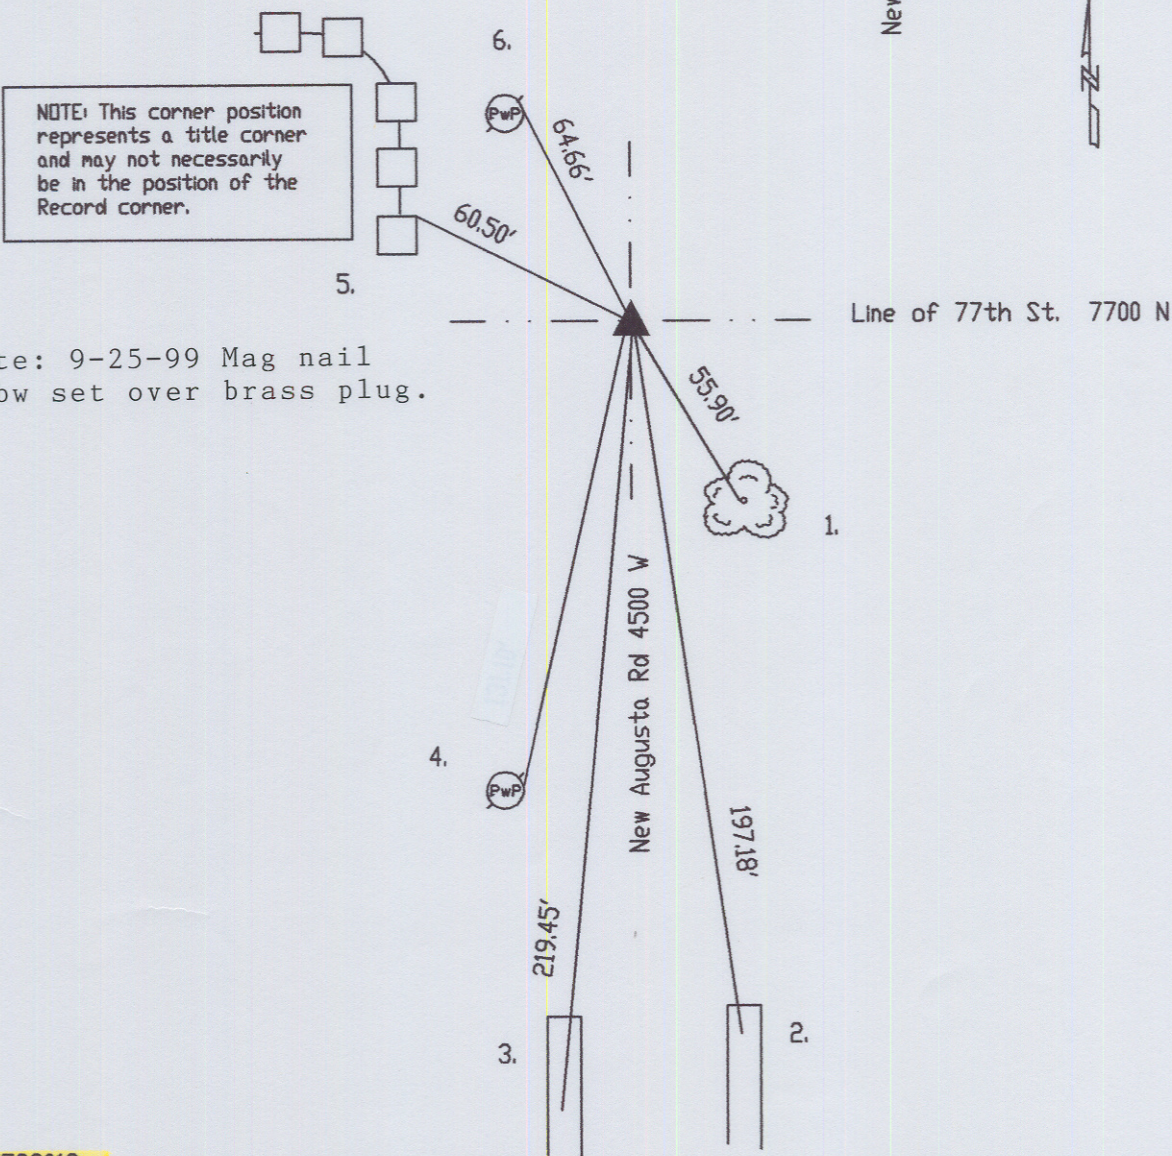 New
6.
PwP
64.66'
NOTE: This corner position
represents a title corner
and may not necessarily
be in the position of the
Record corner.
60.50'
5.
N
Line of 77th St. 7700 N
te: 9-25-99 Mag nail
ow set over brass plug.
55.90'
1.
New Augusta Rd 4500 W
4.
PwP
197.18'
219.45'
3.
2.